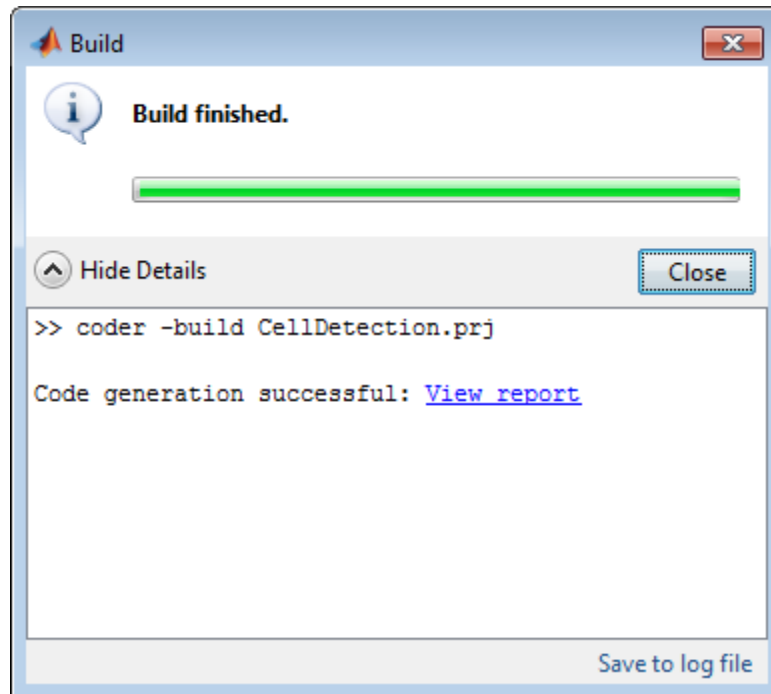 Build
Build finished.
Hide Details
Close
>> coder -build CellDetection.prj
Code generation successful: View report
Save to log file